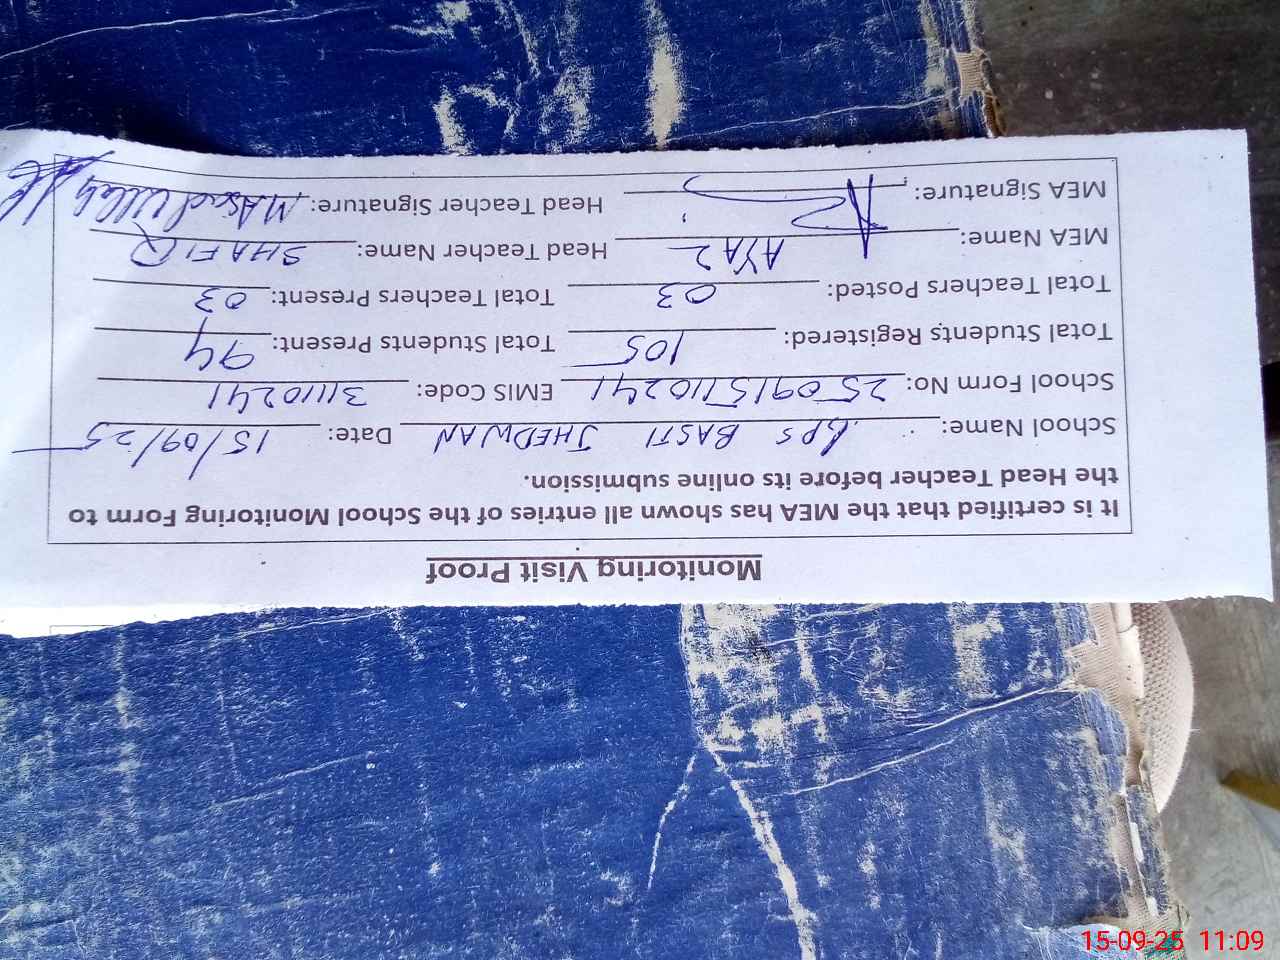 Monitoring Visit Proof
It is certified that the MEA has shown all entries of the School Monitoring Form to
the Head Teacher before its online submission.
School Name: GPS BASTI JHEDWAN Date: 15/09/25
School Form No: 250915110241 EMIS Code: 31110241
Total Students Registered: 105 Total Students Present: 94
Total Teachers Posted: 03 Total Teachers Present: 03
MEA Name: AYAZ Head Teacher Name: SHAFIQ
MEA Signature: Head Teacher Signature:
15-09-25 11:09